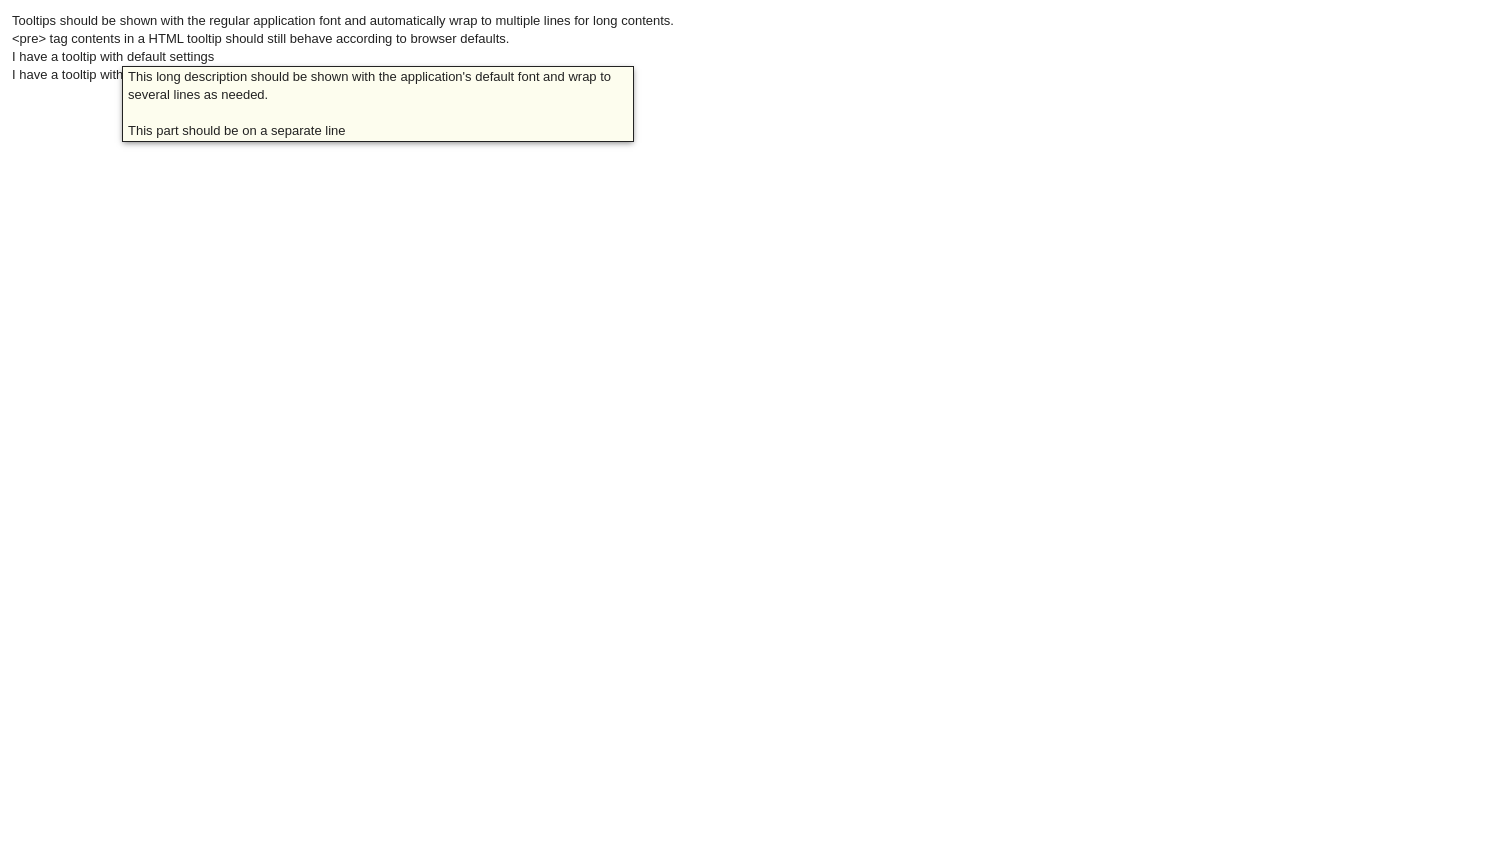 Tooltips should be shown with the regular application font and automatically wrap to multiple lines for long contents.
<pre> tag contents in a HTML tooltip should still behave according to browser defaults.
I have a tooltip with default settings
I have a tooltip with
This long description should be shown with the application's default font and wrap to
several lines as needed.
This part should be on a separate line